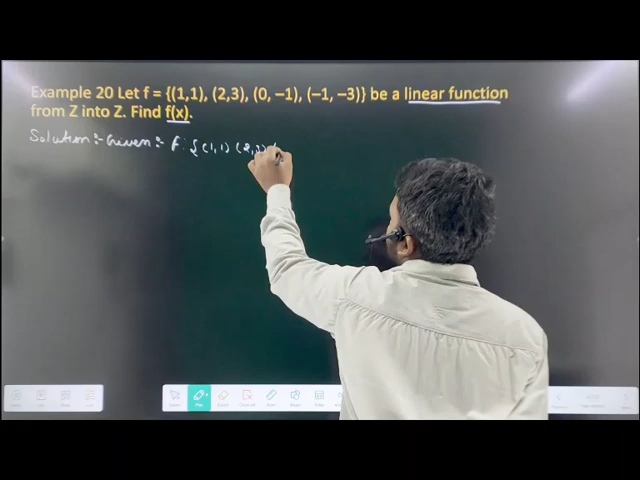 Example 20 Let f = {(1,1), (2,3), (0, –1), (–1, –3)} be a linear function
from Z into Z. Find f(x).
Solution:- Given:- f: {(1,1) (2,3) (